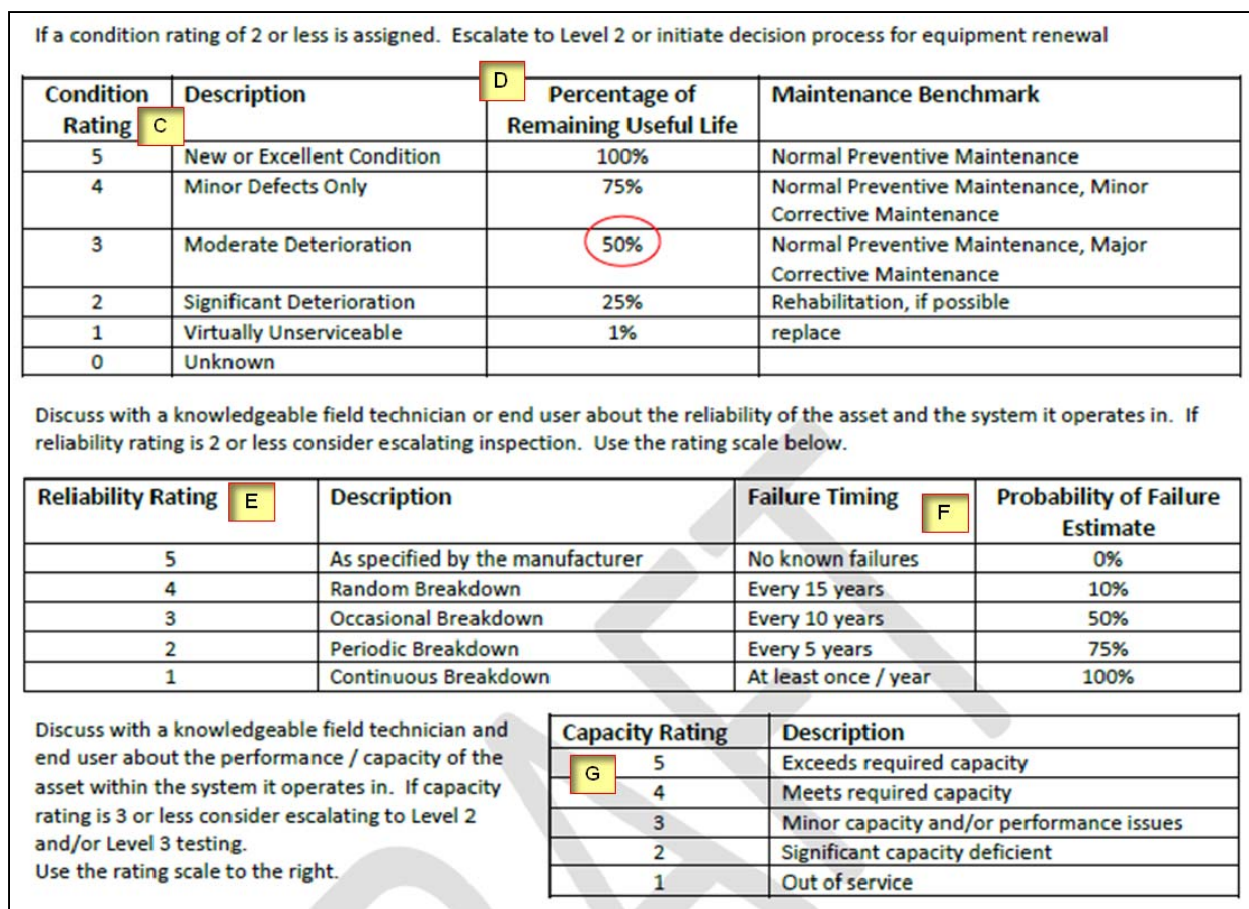 If a condition rating of 2 or less is assigned. Escalate to Level 2 or initiate decision process for equipment renewal
Condition Rating C Description D Percentage of Remaining Useful Life Maintenance Benchmark
5 New or Excellent Condition 100% Normal Preventive Maintenance
4 Minor Defects Only 75% Normal Preventive Maintenance, Minor Corrective Maintenance
3 Moderate Deterioration 50% Normal Preventive Maintenance, Major Corrective Maintenance
2 Significant Deterioration 25% Rehabilitation, if possible
1 Virtually Unserviceable 1% replace
0 Unknown
Discuss with a knowledgeable field technician or end user about the reliability of the asset and the system it operates in. If
reliability rating is 2 or less consider escalating inspection. Use the rating scale below.
Reliability Rating E Description Failure Timing F Probability of Failure Estimate
5 As specified by the manufacturer No known failures 0%
4 Random Breakdown Every 15 years 10%
3 Occasional Breakdown Every 10 years 50%
2 Periodic Breakdown Every 5 years 75%
1 Continuous Breakdown At least once / year 100%
Discuss with a knowledgeable field technician and
end user about the performance / capacity of the
asset within the system it operates in. If capacity
rating is 3 or less consider escalating to Level 2
and/or Level 3 testing.
Use the rating scale to the right.
Capacity Rating Description
G 5 Exceeds required capacity
4 Meets required capacity
3 Minor capacity and/or performance issues
2 Significant capacity deficient
1 Out of service